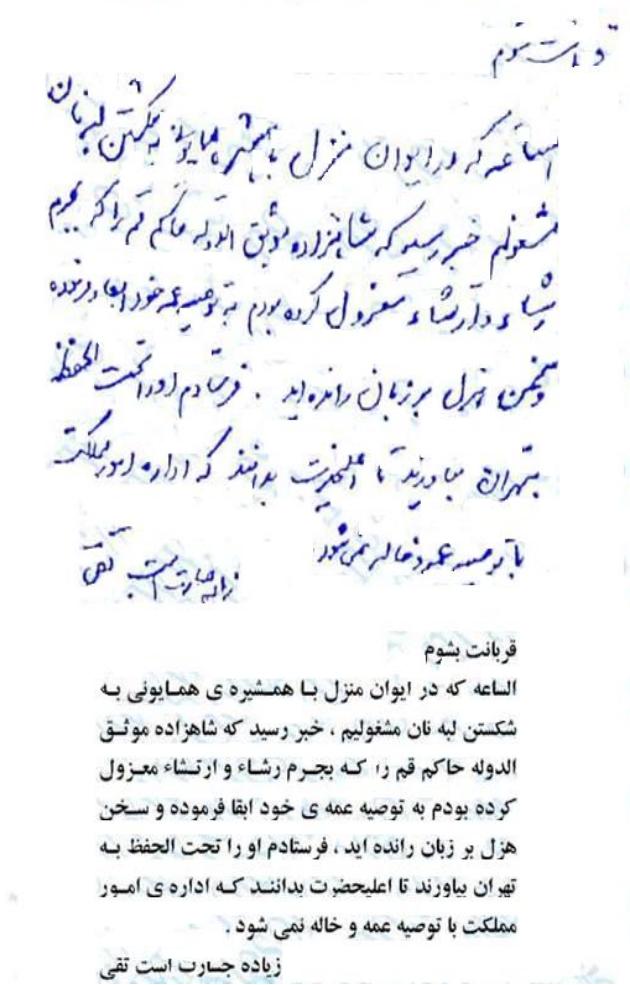 قربانت شوم
الساعه که در ایوان منزل با همشیره همایونی به شکستن لبه نان
مشغولم خبر رسید که شاهزاده موثق الدوله حاکم قم را که بجرم
رشاء و ارتشاء معزول کرده بودم به توصیه عمه خود ابقا فرموده
و سخن هزل بر زبان رانده اید . فرستادم او را تحت الحفظ
بتهران بیاورند تا اعلیحضرت بدانند که اداره امور مملکت
با توصیه عمه و خاله نمی شود
زیاده جسارت است تقی
قربانت بشوم
الساعه که در ایوان منزل با همشیره ی همایونی به
شکستن لبه نان مشغولیم ، خبر رسید که شاهزاده موثق
الدوله حاکم قم را که بجرم رشاء و ارتشاء معزول
کرده بودم به توصیه عمه ی خود ابقا فرموده و سخن
هزل بر زبان رانده اید ، فرستادم او را تحت الحفظ به
تهران بیاورند تا اعلیحضرت بدانند که اداره ی امور
مملکت با توصیه عمه و خاله نمی شود .
زیاده جسارت است تقی